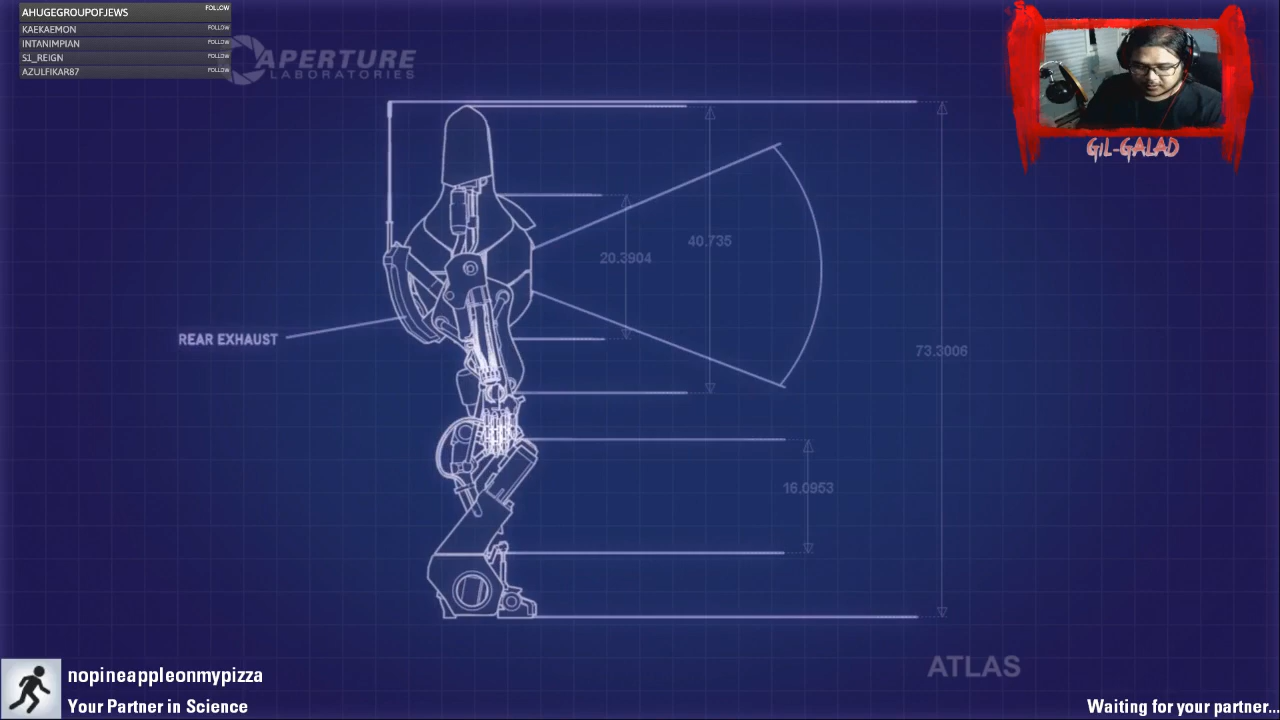 AHUGEGROUPOFJEWS FOLLOW
KAEKAEMON FOLLOW
INTANIMPIAN FOLLOW
S1_REIGN FOLLOW
AZULFIKAR87 FOLLOW
APERTURE
LABORATORIES
GIL-GALAD
40.735
20.3904
REAR EXHAUST
73.3006
16.0953
ATLAS
nopineappleonmypizza
Your Partner in Science
Waiting for your partner...